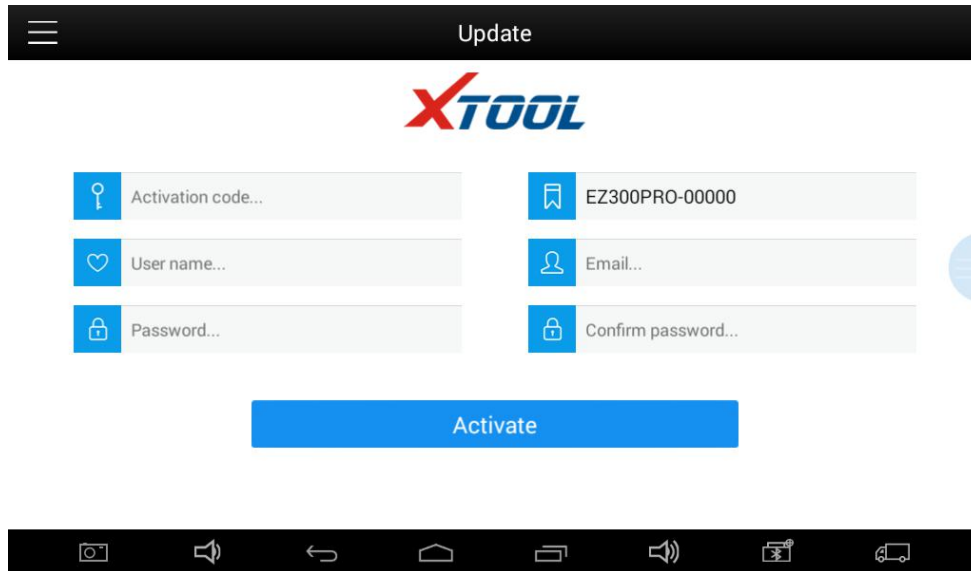 Update
XTOOL
Activation code...
EZ300PRO-00000
User name...
Email...
Password...
Confirm password...
Activate